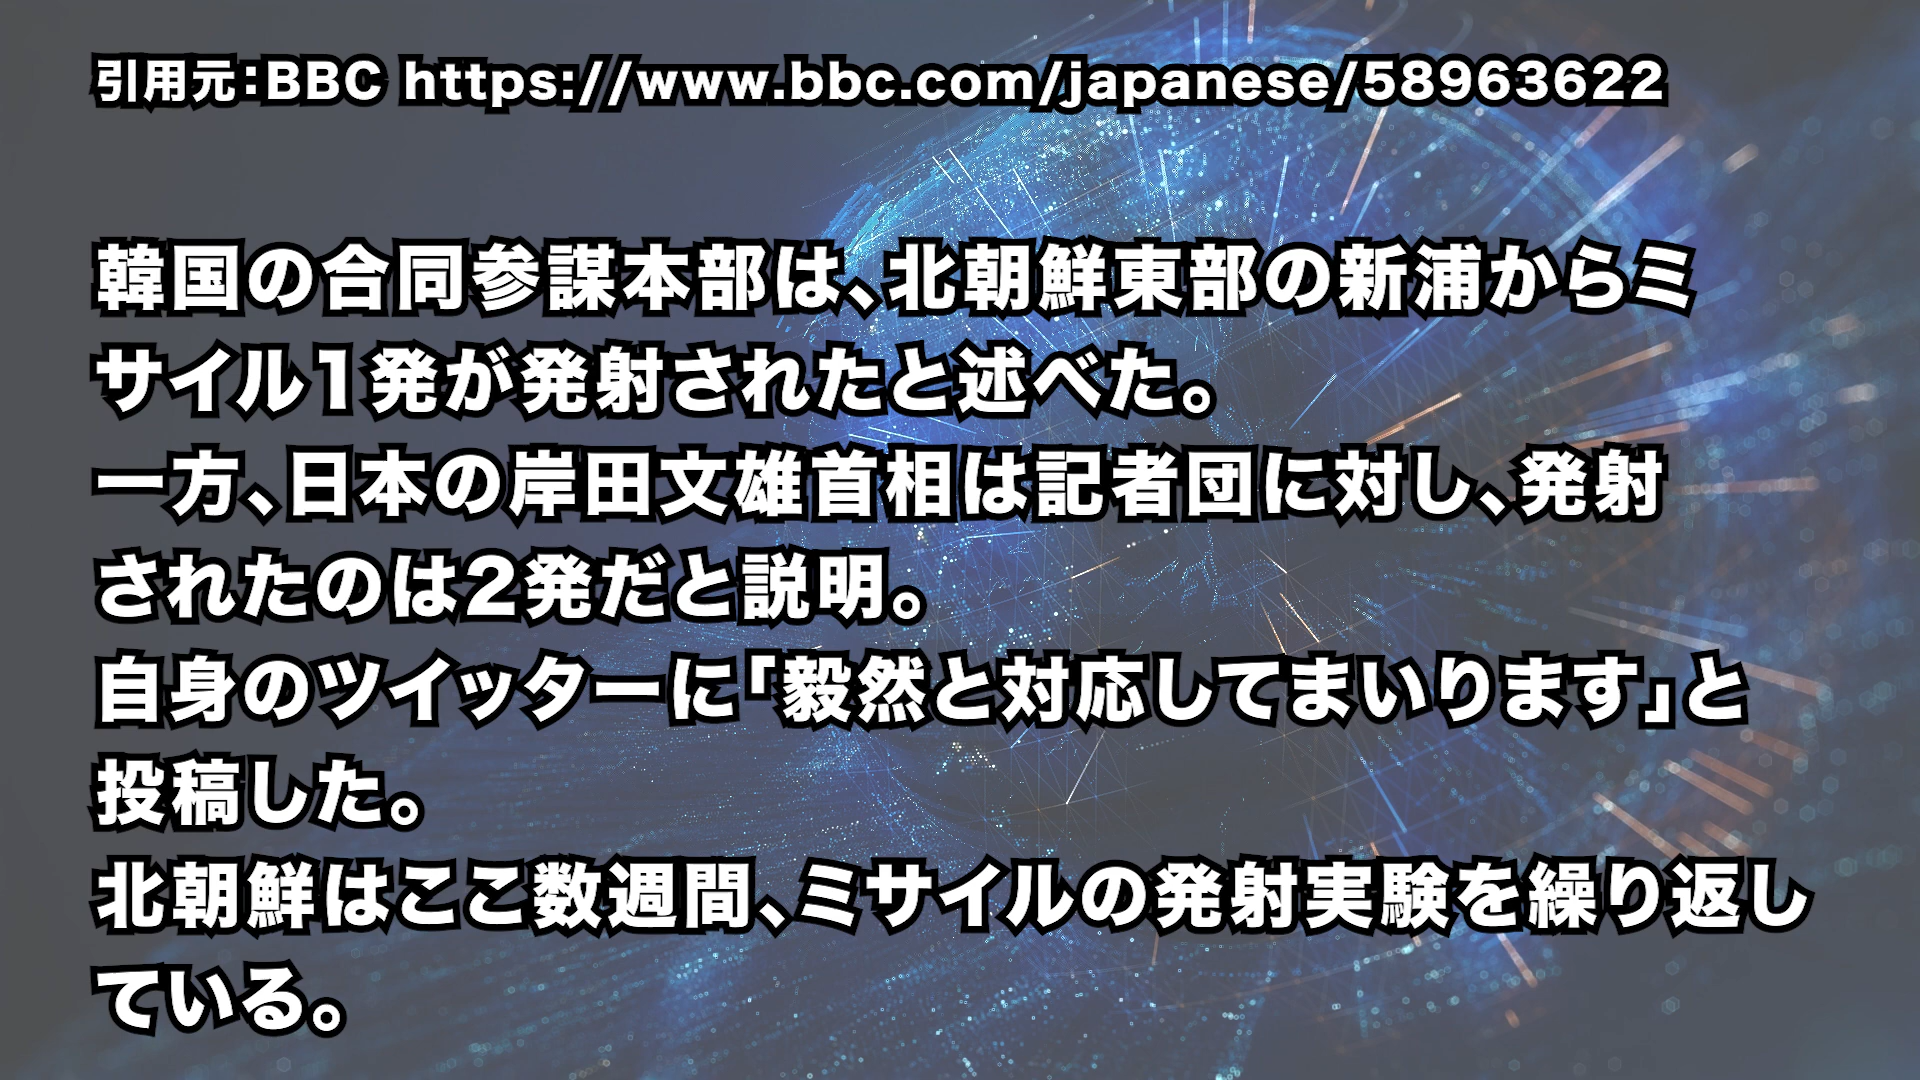 引用元：BBC https://www.bbc.com/japanese/58963622
韓国の合同参謀本部は、北朝鮮東部の新浦からミ
サイル1発が発射されたと述べた。
一方、日本の岸田文雄首相は記者団に対し、発射
されたのは2発だと説明。
自身のツイッターに「毅然と対応してまいります」と
投稿した。
北朝鮮はここ数週間、ミサイルの発射実験を繰り返し
ている。